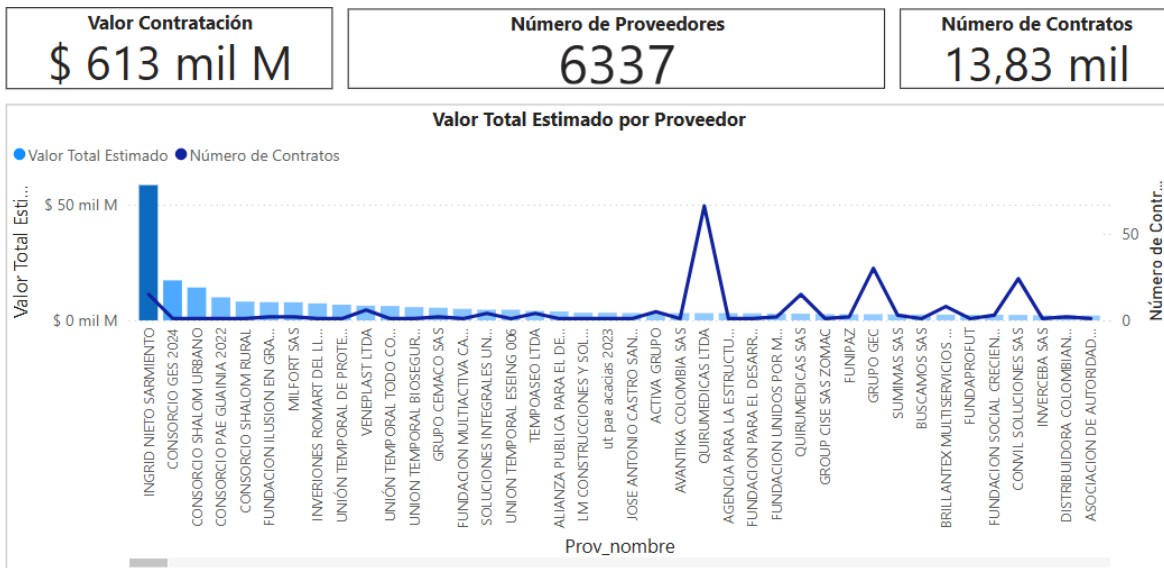 Valor Contratación
$ 613 mil M
Número de Proveedores
6337
Número de Contratos
13,83 mil
Valor Total Estimado por Proveedor
Valor Total Estimado Número de Contratos
Valor Total Esti...
$ 50 mil M
$ 0 mil M
50
0
Número de Contr...
INGRID NIETO SARMIENTO
CONSORCIO GES 2024
CONSORCIO SHALOM URBANO
CONSORCIO PAE GUAINIA 2022
CONSORCIO SHALOM RURAL
FUNDACION ILUSION EN GRA...
MILFORT SAS
INVERIONES ROMART DEL LL...
UNIÓN TEMPORAL DE PROTE...
VENEPLAST LTDA
UNIÓN TEMPORAL TODO CO...
UNION TEMPORAL BIOSEGUR...
GRUPO CEMACO SAS
FUNDACION MULTIACTIVA CA...
SOLUCIONES INTEGRALES UN...
UNION TEMPORAL ESEING 006
TEMPOASEO LTDA
ALIANZA PUBLICA PARA EL DE...
LM CONSTRUCCIONES Y SOL...
ut pae acacias 2023
JOSE ANTONIO CASTRO SAN...
ACTIVA GRUPO
AVANTIKA COLOMBIA SAS
QUIRUMEDICAS LTDA
AGENCIA PARA LA ESTRUCTU...
FUNDACION PARA EL DESARR...
FUNDACION UNIDOS POR M...
QUIRUMEDICAS SAS
GROUP CISE SAS ZOMAC
FUNIPAZ
GRUPO GEC
SUMIMAS SAS
BUSCAMOS SAS
BRILLANTEX MULTISERVICIOS ...
FUNDAPROFUT
FUNDACION SOCIAL CRECIEN...
CONVIL SOLUCIONES SAS
INVERCEBA SAS
DISTRIBUIDORA COLOMBIAN...
ASOCIACION DE AUTORIDAD...
Prov_nombre